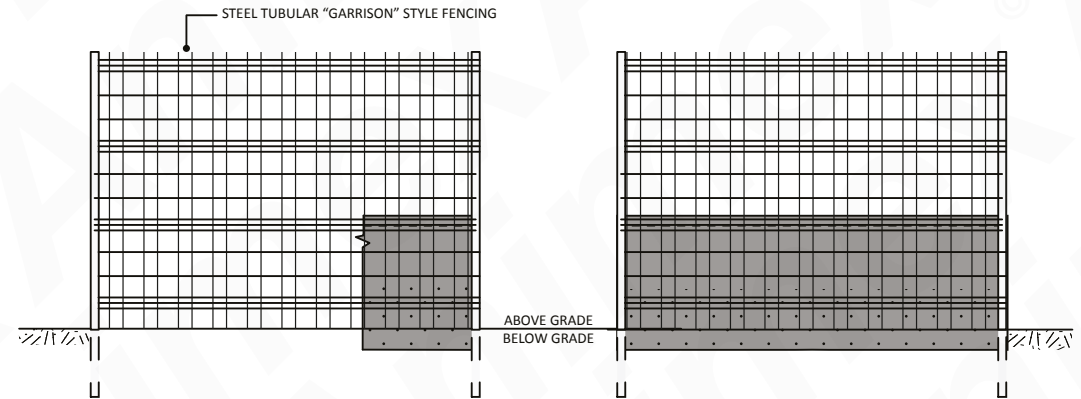 STEEL TUBULAR “GARRISON” STYLE FENCING
ABOVE GRADE
BELOW GRADE